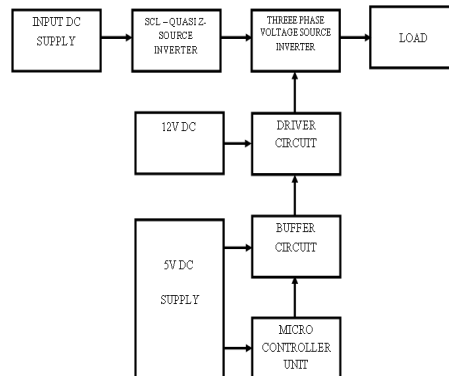 INPUT DC
SUPPLY
SCL – QUASI Z-
SOURCE
INVERTER
THREEE PHASE
VOLTAGE SOURCE
INVERTER
LOAD
12V DC
DRIVER
CIRCUIT
BUFFER
CIRCUIT
5V DC
SUPPLY
MICRO
CONTROLLER
UNIT